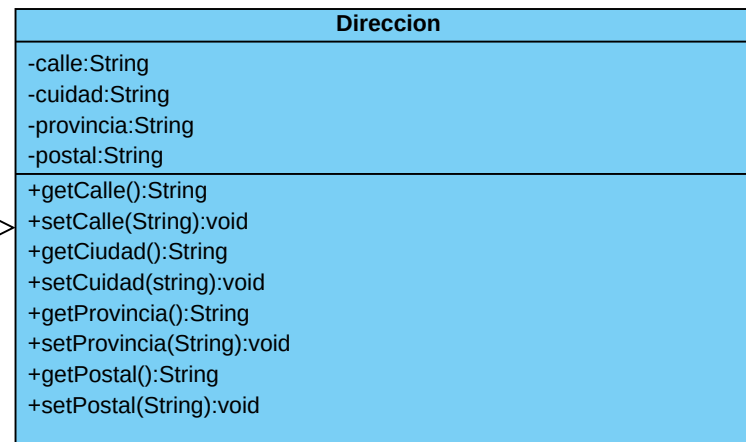 Direccion
-calle:String
-cuidad:String
-provincia:String
-postal:String
+getCalle():String
+setCalle(String):void
+getCiudad():String
+setCuidad(string):void
+getProvincia():String
+setProvincia(String):void
+getPostal():String
+setPostal(String):void